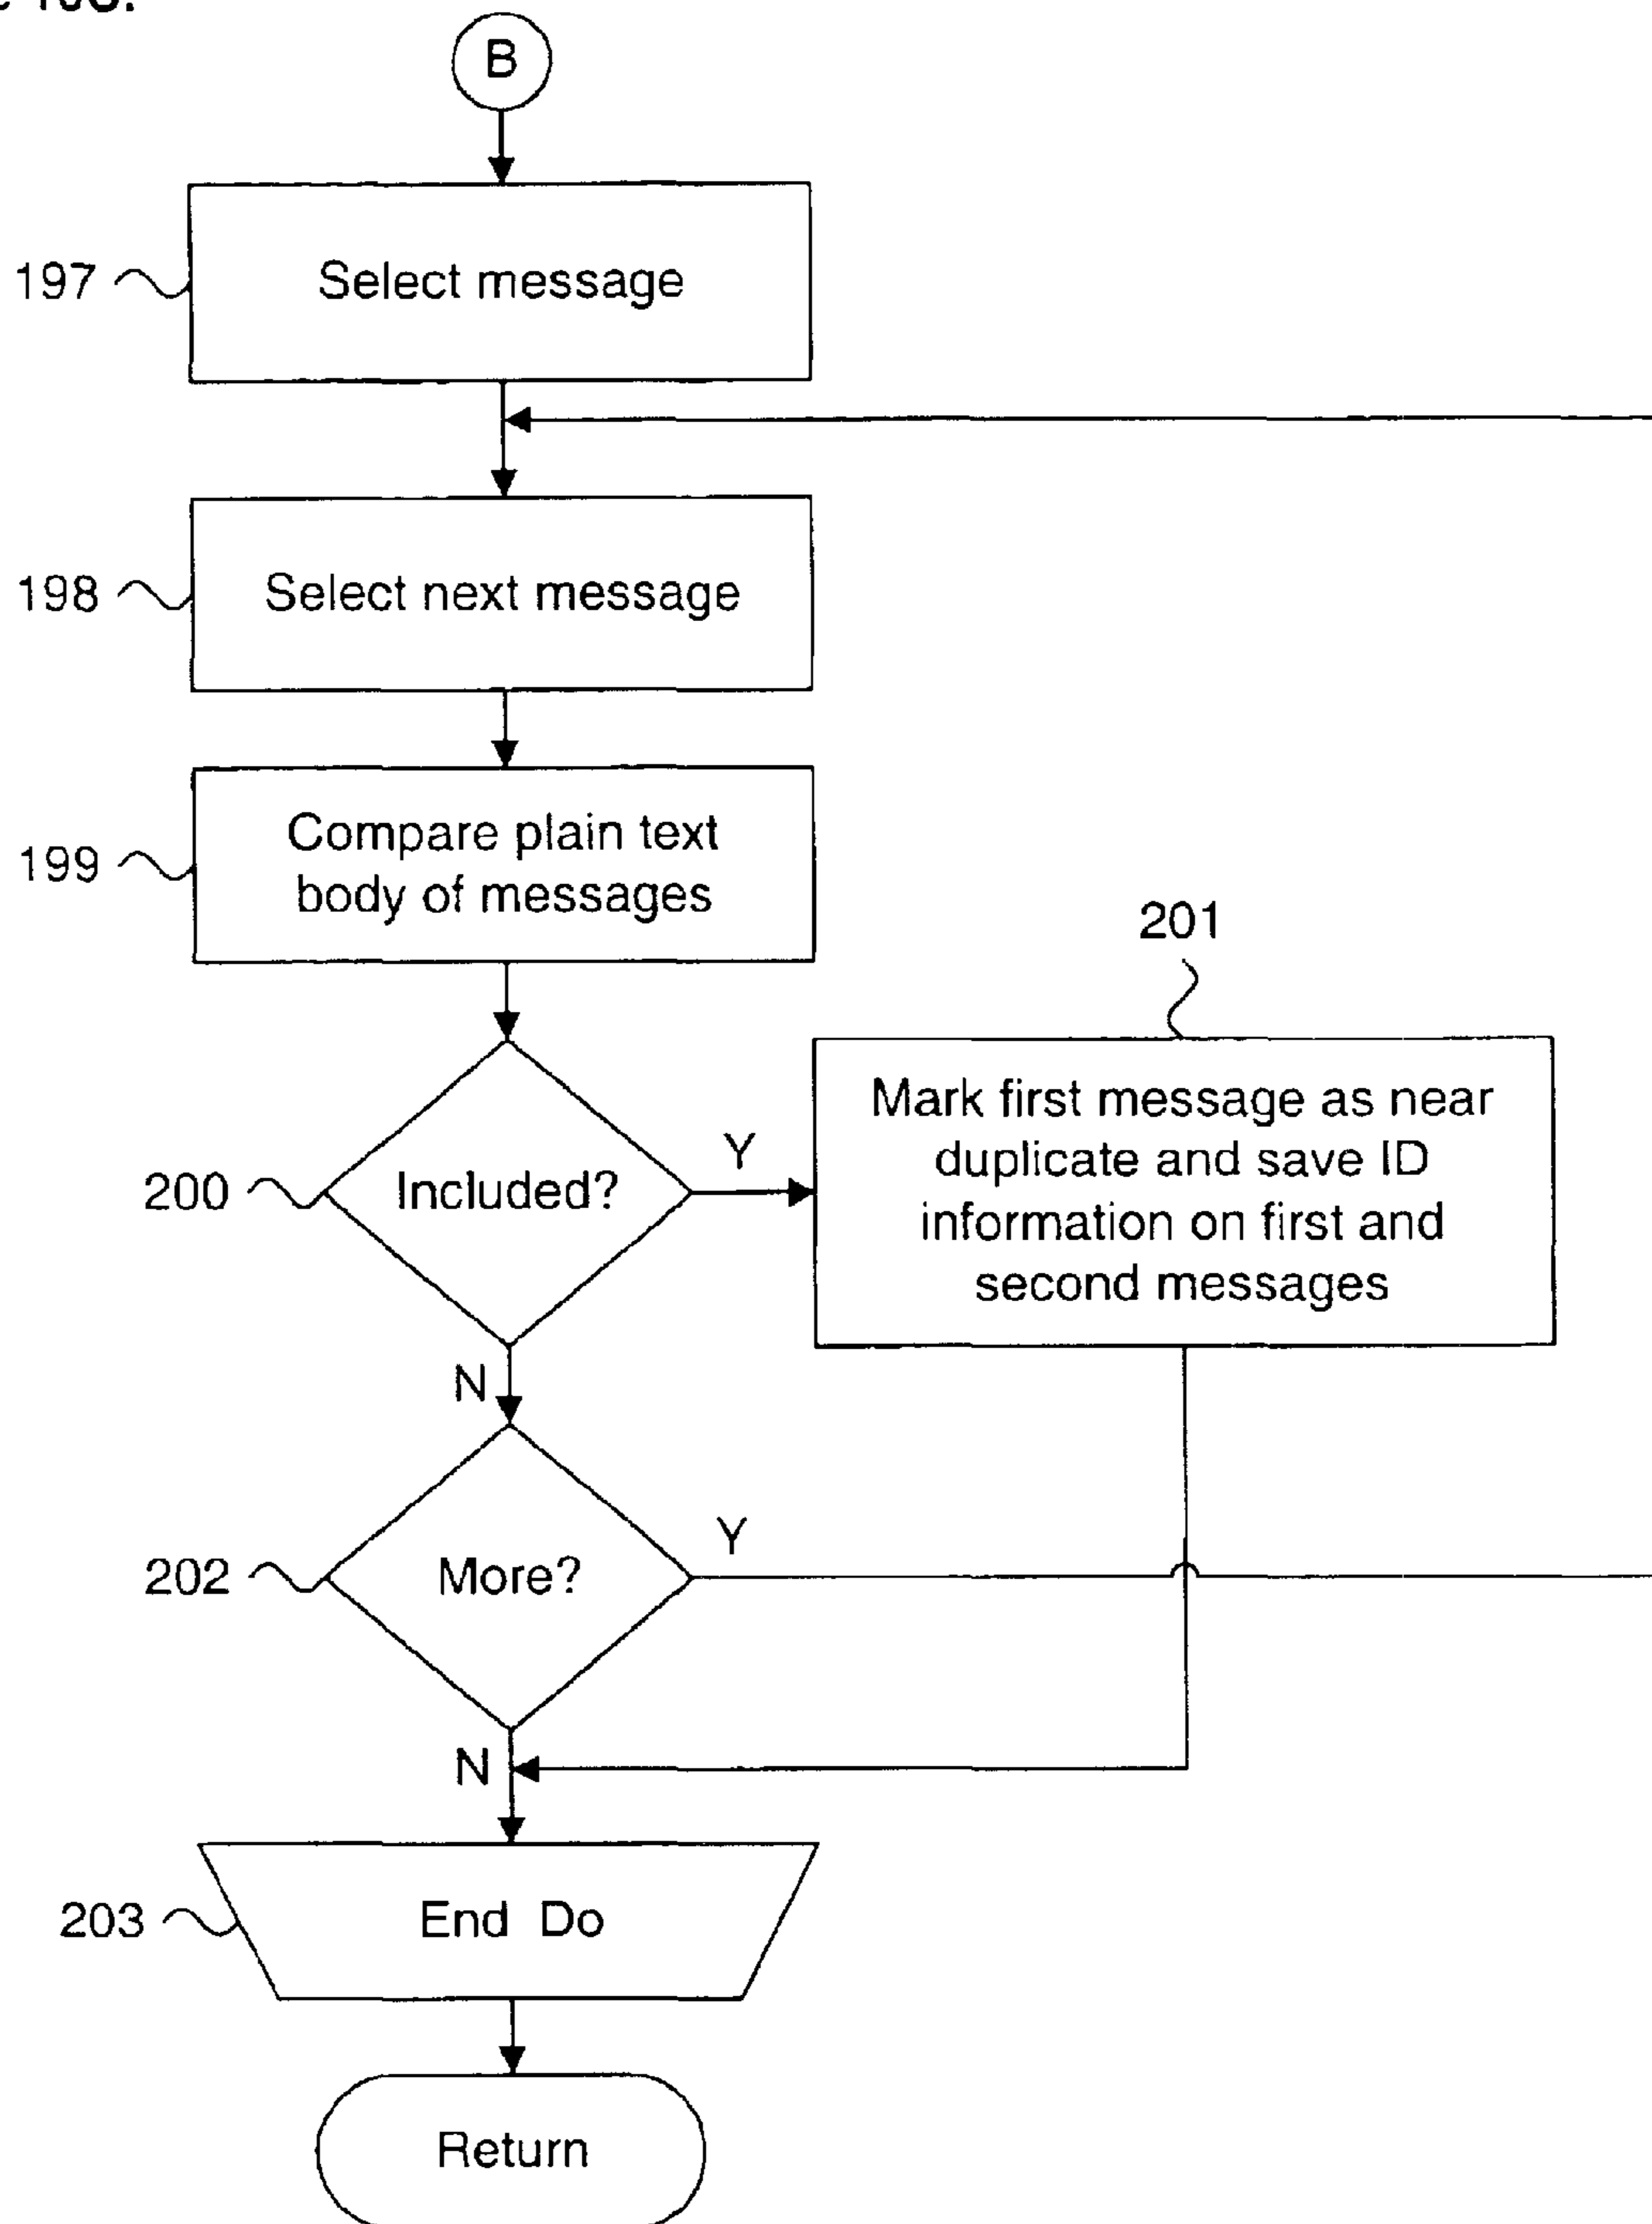 B
197
Select message
198
Select next message
199
Compare plain text
body of messages
201
200
Included?
Y
Mark first message as near
duplicate and save ID
information on first and
second messages
N
202
More?
Y
N
203
End Do
Return